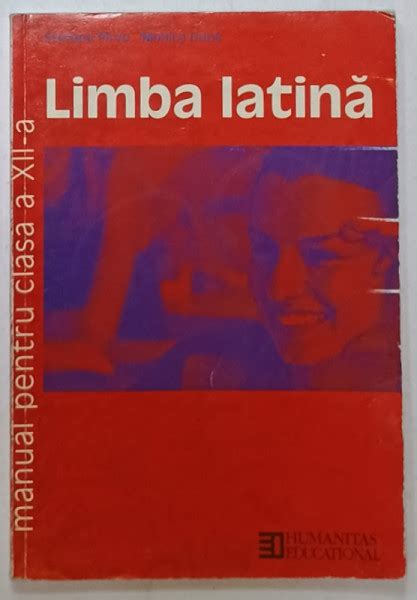 Limba latină
manual pentru clasa a XII-a
HUMANITAS
EDUCATIONAL